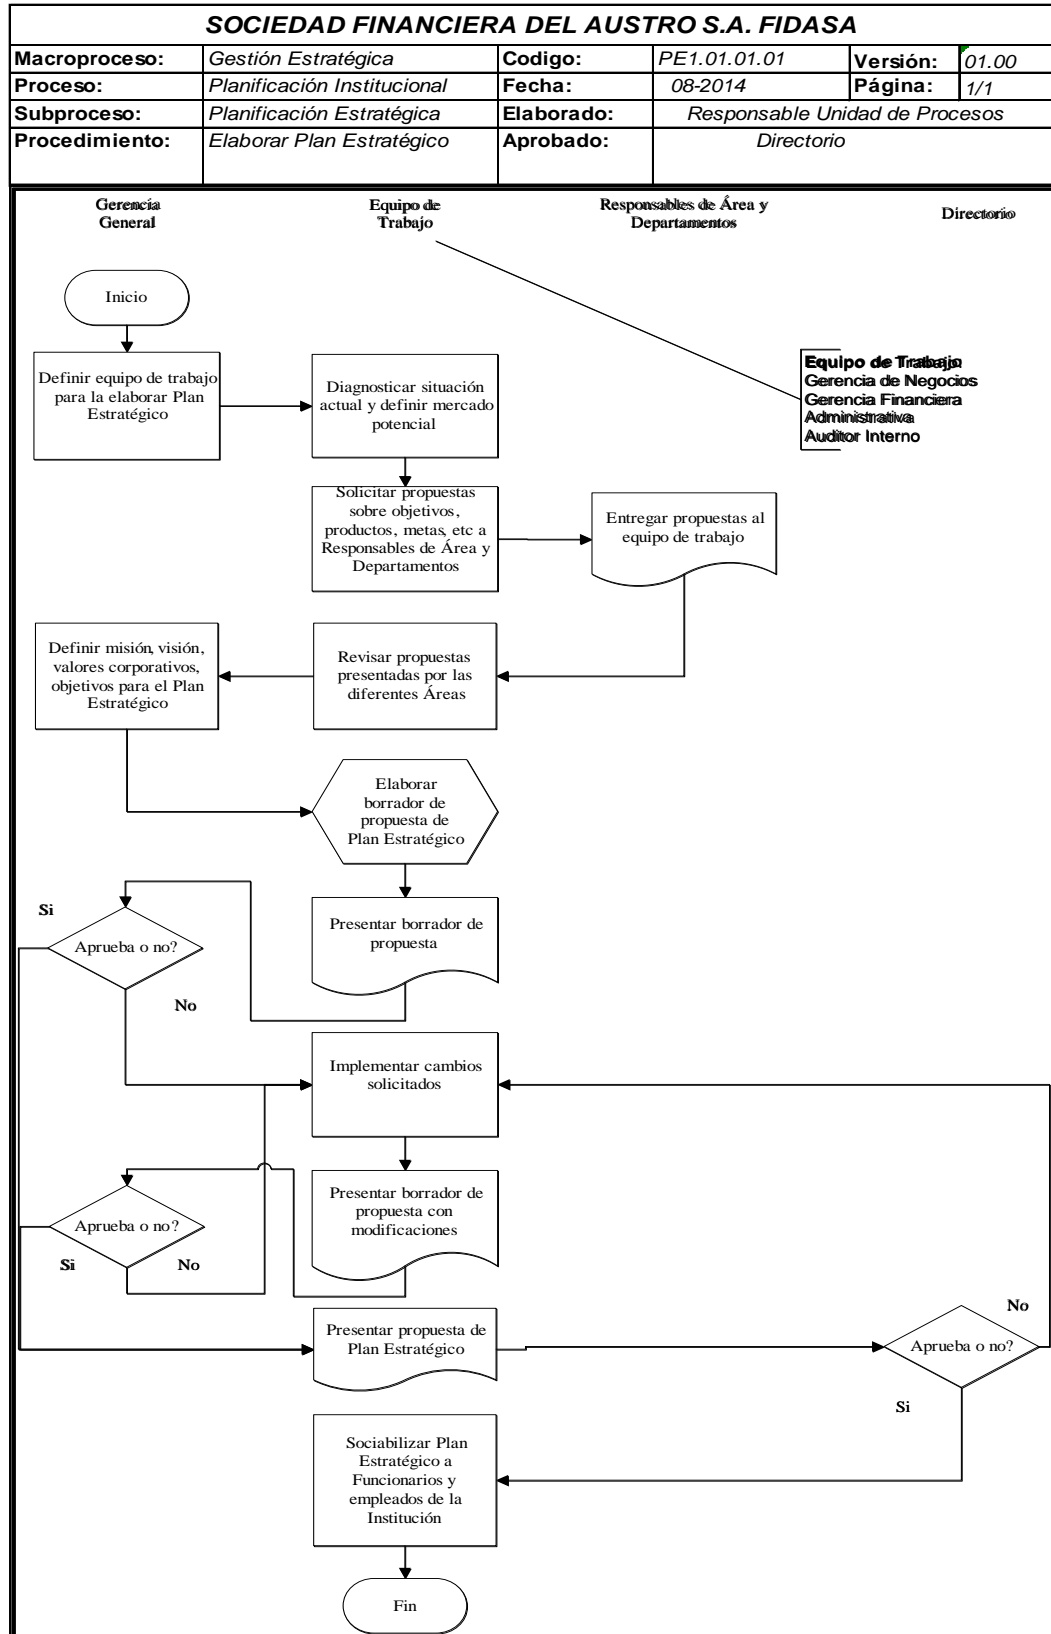 SOCIEDAD FINANCIERA DEL AUSTRO S.A. FIDASA
Macroproceso: Gestión Estratégica Codigo: PE1.01.01.01 Versión: 01.00
Proceso: Planificación Institucional Fecha: 08-2014 Página: 1/1
Subproceso: Planificación Estratégica Elaborado: Responsable Unidad de Procesos
Procedimiento: Elaborar Plan Estratégico Aprobado: Directorio
Gerencia
General
Equipo de
Trabajo
Responsables de Área y
Departamentos
Directorio
Inicio
Definir equipo de trabajo
para la elaborar Plan
Estratégico
Diagnosticar situación
actual y definir mercado
potencial
Equipo de Trabajo
Gerencia de Negocios
Gerencia Financiera
Administrativa
Auditor Interno
Solicitar propuestas
sobre objetivos,
productos, metas, etc a
Responsables de Área y
Departamentos
Entregar propuestas al
equipo de trabajo
Definir misión, visión,
valores corporativos,
objetivos para el Plan
Estratégico
Revisar propuestas
presentadas por las
diferentes Áreas
Elaborar
borrador de
propuesta de
Plan Estratégico
Si
Aprueba o no?
No
Presentar borrador de
propuesta
Implementar cambios
solicitados
Aprueba o no?
Si
No
Presentar borrador de
propuesta con
modificaciones
Presentar propuesta de
Plan Estratégico
No
Aprueba o no?
Si
Sociabilizar Plan
Estratégico a
Funcionarios y
empleados de la
Institución
Fin